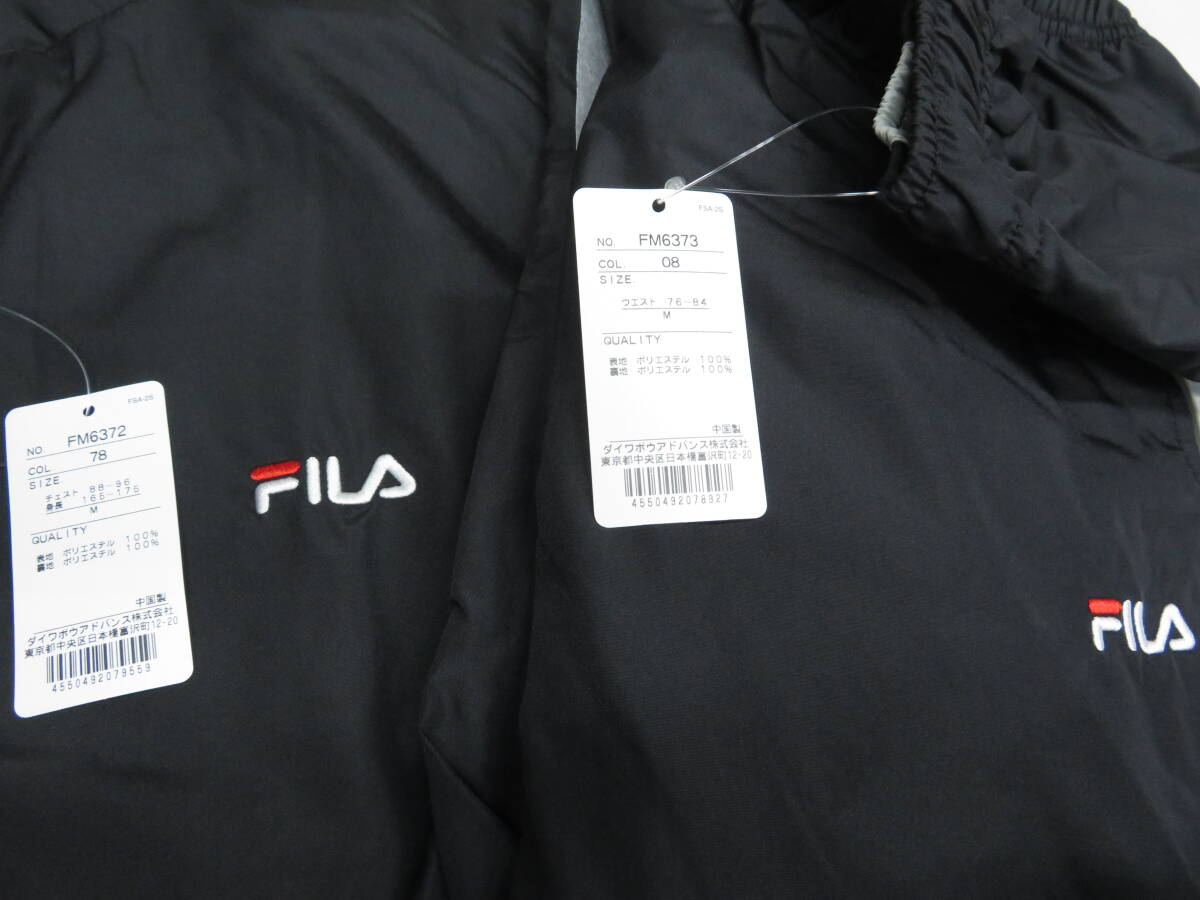 FSA-2S
NO. FM6372
COL 78
SIZE
チェスト 88-96
身長 165-175
M
QUALITY
表地 ポリエステル 100%
裏地 ポリエステル 100%
中国製
ダイワボウアドバンス株式会社
東京都中央区日本橋富沢町12-20
4550492079559
FILA
FSA-2S
NO. FM6373
COL. 08
SIZE.
ウエスト 76-84
M
QUALITY
表地 ポリエステル 100%
裏地 ポリエステル 100%
中国製
ダイワボウアドバンス株式会社
東京都中央区日本橋富沢町12-20
4550492078927
FILA